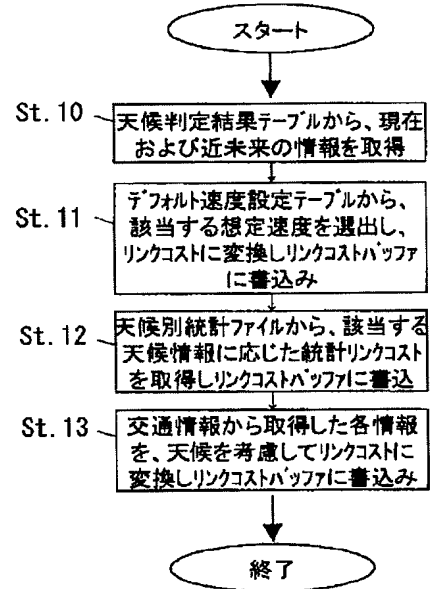 スタート
St. 10
天候判定結果テーブルから、現在
および近未来の情報を取得
St. 11
デフォルト速度設定テーブルから、
該当する想定速度を選出し、
リンクコストに変換しリンクコストバッファ
に書込み
St. 12
天候別統計ファイルから、該当する
天候情報に応じた統計リンクコスト
を取得しリンクコストバッファに書込
St. 13
交通情報から取得した各情報
を、天候を考慮してリンクコストに
変換しリンクコストバッファに書込み
終了